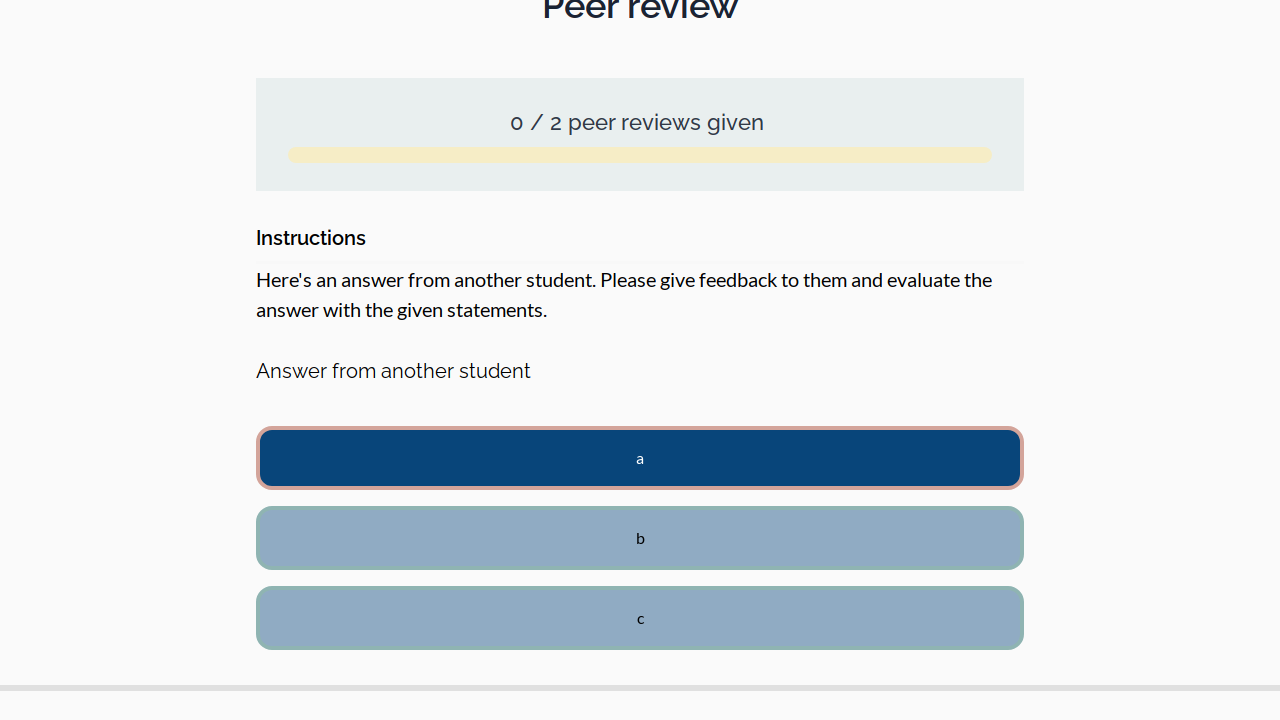 Peer review
0 / 2 peer reviews given
Instructions
Here's an answer from another student. Please give feedback to them and evaluate the
answer with the given statements.
Answer from another student
a
b
c